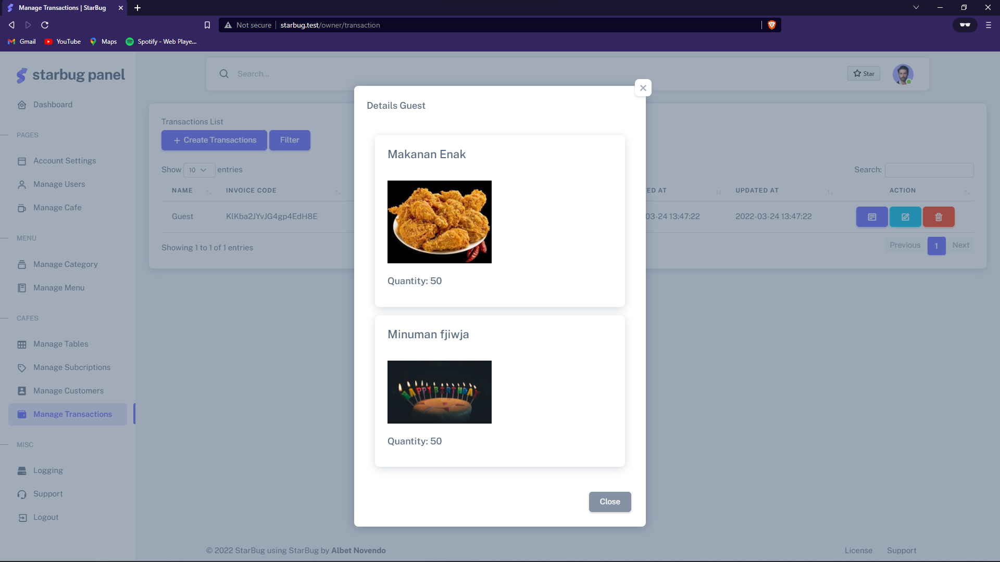 Manage Transactions | StarBug
Not secure
starbug.test/owner/transaction
Gmail
YouTube
Maps
Spotify - Web Playe...
starbug panel
Search...
Star
Dashboard
PAGES
Account Settings
Manage Users
Manage Cafe
MENU
Manage Category
Manage Menu
CAFES
Manage Tables
Manage Subcriptions
Manage Customers
Manage Transactions
MISC
Logging
Support
Logout
Transactions List
+ Create Transactions
Filter
Show 10 entries
Search:
NAME INVOICE CODE ED AT UPDATED AT ACTION
Guest KlKba2JYvJG4gp4EdH8E 03-24 13:47:22 2022-03-24 13:47:22
Showing 1 to 1 of 1 entries
Previous 1 Next
Details Guest
Makanan Enak
Quantity: 50
Minuman fjiwja
HAPPY BIRTHDAY
Quantity: 50
Close
© 2022 StarBug using StarBug by Albet Novendo
License Support